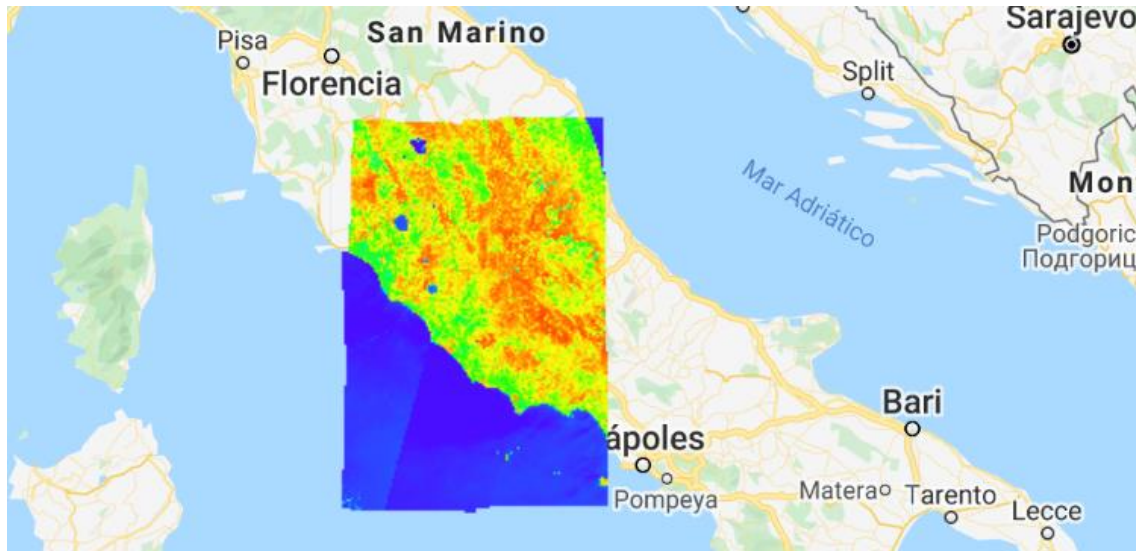 San Marino
Sarajevo
Pisa
Florencia
Split
Mar Adriático
Mon
Podgoric
Подгориц
Bari
ápoles
Pompeya
Matera
Tarento
Lecce